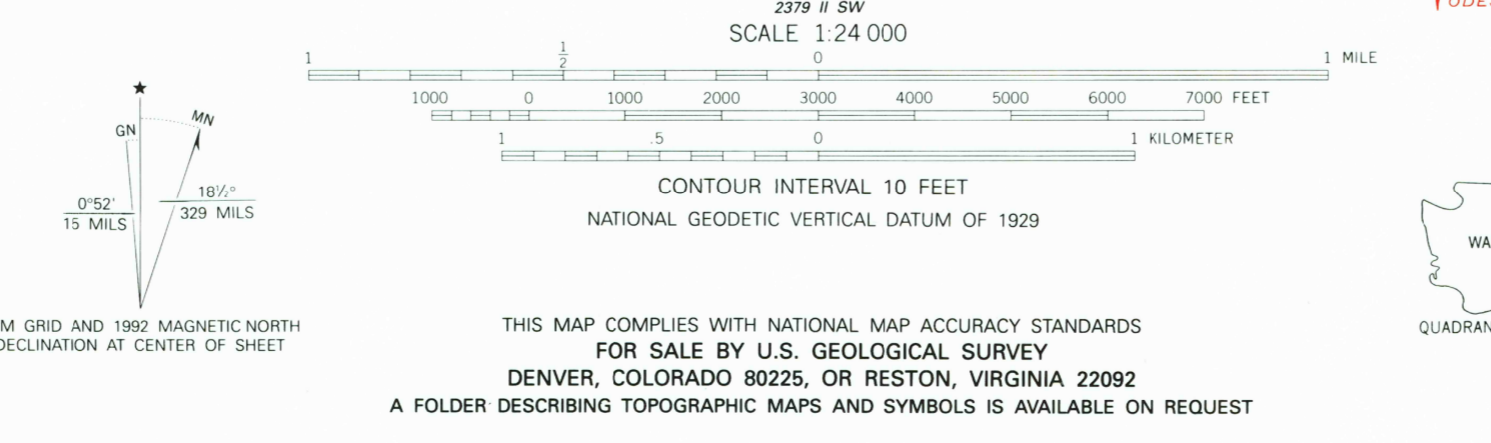 2379 II SW
SCALE 1:24 000
1 ½ 0 1 MILE
1000 0 1000 2000 3000 4000 5000 6000 7000 FEET
1 .5 0 1 KILOMETER
CONTOUR INTERVAL 10 FEET
NATIONAL GEODETIC VERTICAL DATUM OF 1929
GN
MN
0°52'
15 MILS
18½°
329 MILS
M GRID AND 1992 MAGNETIC NORTH
DECLINATION AT CENTER OF SHEET
THIS MAP COMPLIES WITH NATIONAL MAP ACCURACY STANDARDS
FOR SALE BY U.S. GEOLOGICAL SURVEY
DENVER, COLORADO 80225, OR RESTON, VIRGINIA 22092
A FOLDER DESCRIBING TOPOGRAPHIC MAPS AND SYMBOLS IS AVAILABLE ON REQUEST
WA
QUADRAN